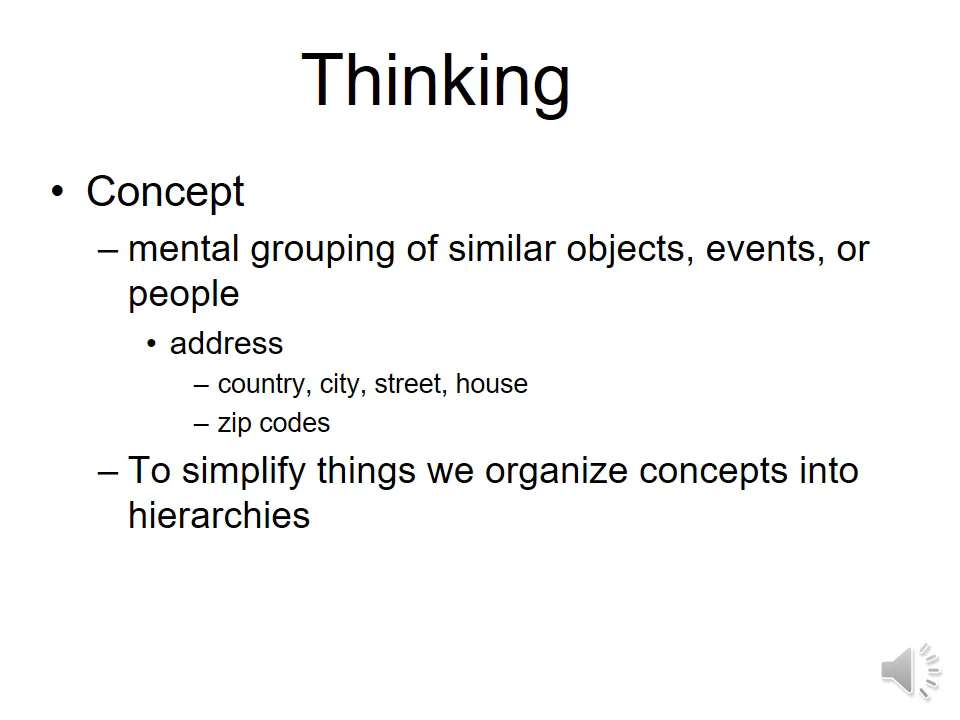 Thinking
• Concept
– mental grouping of similar objects, events, or
people
• address
– country, city, street, house
– zip codes
– To simplify things we organize concepts into
hierarchies